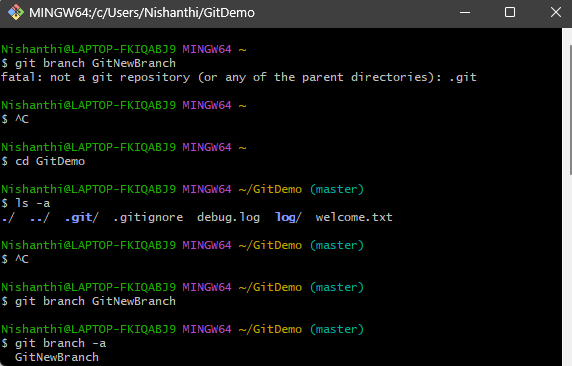 MINGW64:/c/Users/Nishanthi/GitDemo
Nishanthi@LAPTOP-FKIQABJ9 MINGW64 ~
$ git branch GitNewBranch
fatal: not a git repository (or any of the parent directories): .git
Nishanthi@LAPTOP-FKIQABJ9 MINGW64 ~
$ ^C
Nishanthi@LAPTOP-FKIQABJ9 MINGW64 ~
$ cd GitDemo
Nishanthi@LAPTOP-FKIQABJ9 MINGW64 ~/GitDemo (master)
$ ls -a
./  ../  .git/  .gitignore  debug.log  log/  welcome.txt
Nishanthi@LAPTOP-FKIQABJ9 MINGW64 ~/GitDemo (master)
$ ^C
Nishanthi@LAPTOP-FKIQABJ9 MINGW64 ~/GitDemo (master)
$ git branch GitNewBranch
Nishanthi@LAPTOP-FKIQABJ9 MINGW64 ~/GitDemo (master)
$ git branch -a
  GitNewBranch